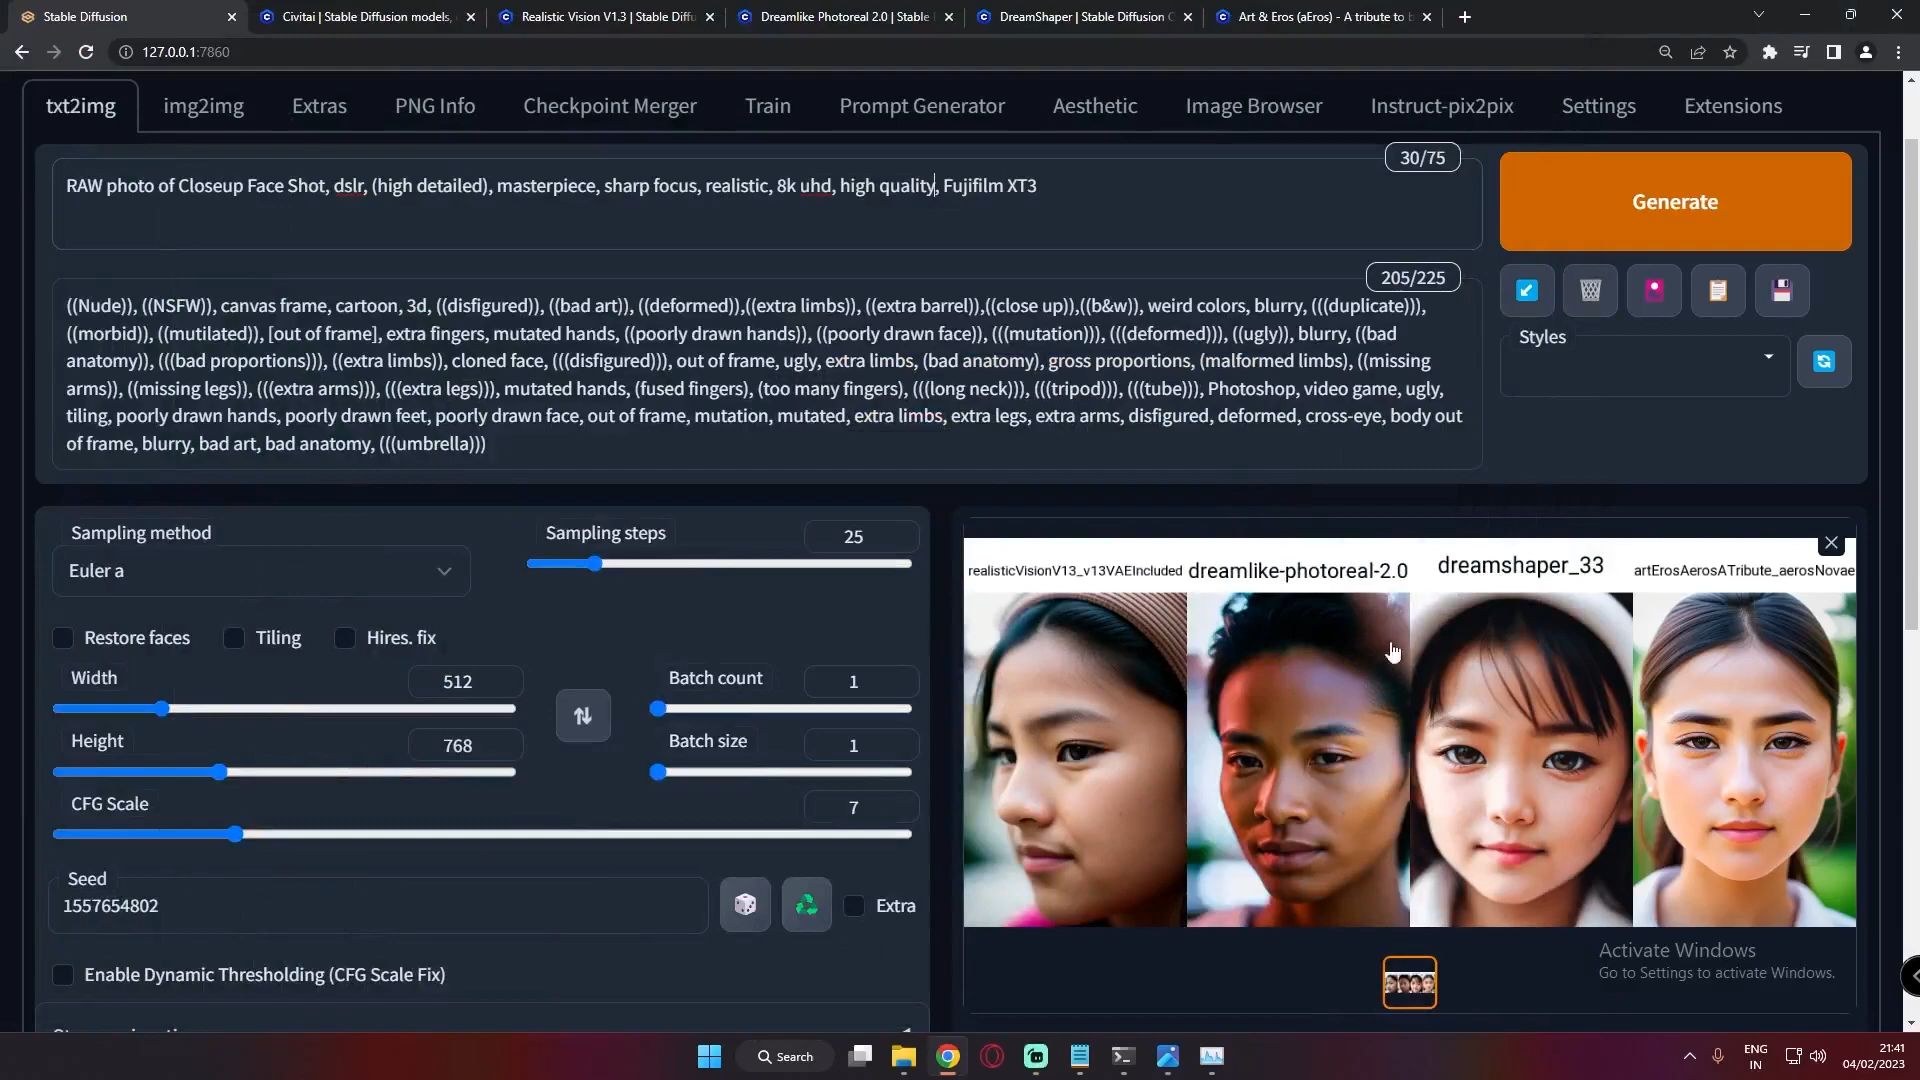 Stable Diffusion
Civitai | Stable Diffusion models,
Realistic Vision V1.3 | Stable Diffu
Dreamlike Photoreal 2.0 | Stable
DreamShaper | Stable Diffusion C
Art & Eros (aEros) - A tribute to b
127.0.0.1:7860
txt2img
img2img
Extras
PNG Info
Checkpoint Merger
Train
Prompt Generator
Aesthetic
Image Browser
Instruct-pix2pix
Settings
Extensions
30/75
RAW photo of Closeup Face Shot, dslr, (high detailed), masterpiece, sharp focus, realistic, 8k uhd, high quality, Fujifilm XT3
Generate
205/225
((Nude)), ((NSFW)), canvas frame, cartoon, 3d, ((disfigured)), ((bad art)), ((deformed)),((extra limbs)), ((extra barrel)),((close up)),((b&w)), weird colors, blurry, (((duplicate))),
((morbid)), ((mutilated)), [out of frame], extra fingers, mutated hands, ((poorly drawn hands)), ((poorly drawn face)), (((mutation))), (((deformed))), ((ugly)), blurry, ((bad
anatomy)), (((bad proportions))), ((extra limbs)), cloned face, (((disfigured))), out of frame, ugly, extra limbs, (bad anatomy), gross proportions, (malformed limbs), ((missing
arms)), ((missing legs)), (((extra arms))), (((extra legs))), mutated hands, (fused fingers), (too many fingers), (((long neck))), (((tripod))), (((tube))), Photoshop, video game, ugly,
tiling, poorly drawn hands, poorly drawn feet, poorly drawn face, out of frame, mutation, mutated, extra limbs, extra legs, extra arms, disfigured, deformed, cross-eye, body out
of frame, blurry, bad art, bad anatomy, (((umbrella)))
Styles
Sampling method
Euler a
Sampling steps
25
Restore faces
Tiling
Hires. fix
Width
512
Batch count
1
Height
768
Batch size
1
CFG Scale
7
Seed
1557654802
Extra
Enable Dynamic Thresholding (CFG Scale Fix)
realisticVisionV13_v13VAEIncluded
dreamlike-photoreal-2.0
dreamshaper_33
artErosAerosATribute_aerosNovae
Activate Windows
Go to Settings to activate Windows.
Search
ENG
IN
21:41
04/02/2023